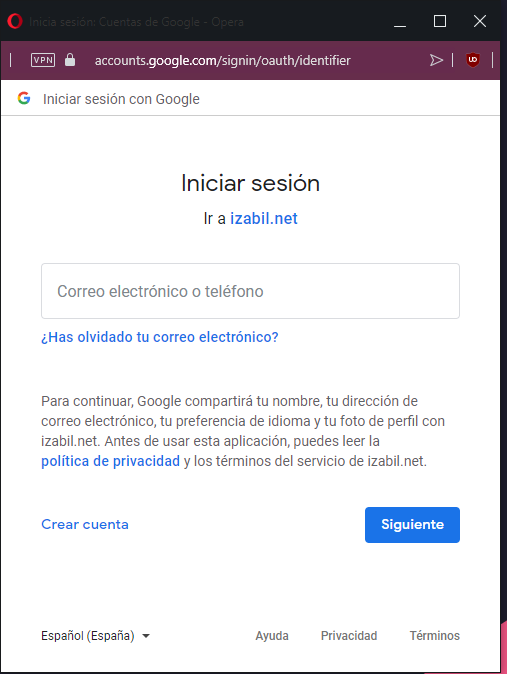 Inicia sesión: Cuentas de Google - Opera
VPN accounts.google.com/signin/oauth/identifier
Iniciar sesión con Google
Iniciar sesión
Ir a izabil.net
Correo electrónico o teléfono
¿Has olvidado tu correo electrónico?
Para continuar, Google compartirá tu nombre, tu dirección de
correo electrónico, tu preferencia de idioma y tu foto de perfil con
izabil.net. Antes de usar esta aplicación, puedes leer la
política de privacidad y los términos del servicio de izabil.net.
Crear cuenta Siguiente
Español (España) Ayuda Privacidad Términos